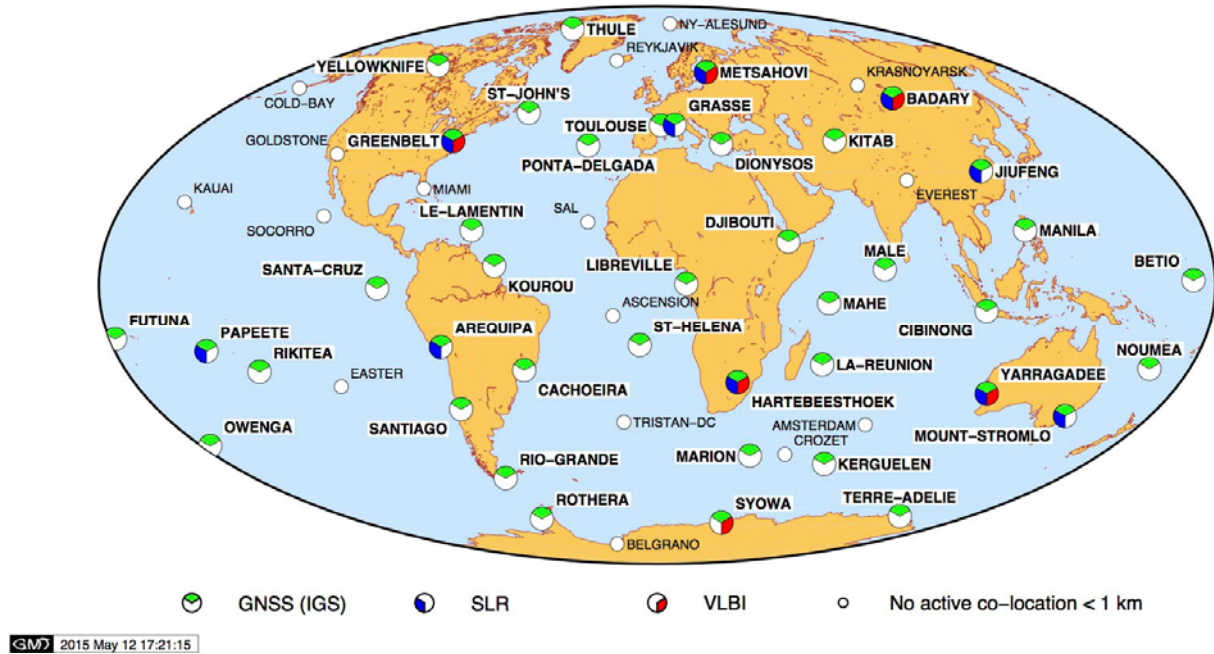 THULE
NY-ALESUND
REYKJAVIK
YELLOWKNIFE
METSAHOVI
KRASNOYARSK
COLD-BAY
ST-JOHN'S
BADARY
GRASSE
GOLDSTONE
GREENBELT
TOULOUSE
KITAB
PONTA-DELGADA
DIONYSOS
JIUFENG
KAUAI
MIAMI
EVEREST
LE-LAMENTIN
SAL
SOCORRO
DJIBOUTI
MANILA
MALE
SANTA-CRUZ
LIBREVILLE
BETIO
KOUROU
ASCENSION
MAHE
FUTUNA
PAPEETE
AREQUIPA
ST-HELENA
CIBINONG
RIKITEA
NOUMEA
EASTER
LA-REUNION
YARRAGADEE
CACHOEIRA
HARTEBEESTHOEK
OWENGA
SANTIAGO
TRISTAN-DC
AMSTERDAM
CROZET
MOUNT-STROMLO
MARION
RIO-GRANDE
KERGUELEN
ROTHERA
SYOWA
TERRE-ADELIE
BELGRANO
GNSS (IGS)
SLR
VLBI
No active co-location < 1 km
GMT 2015 May 12 17:21:15